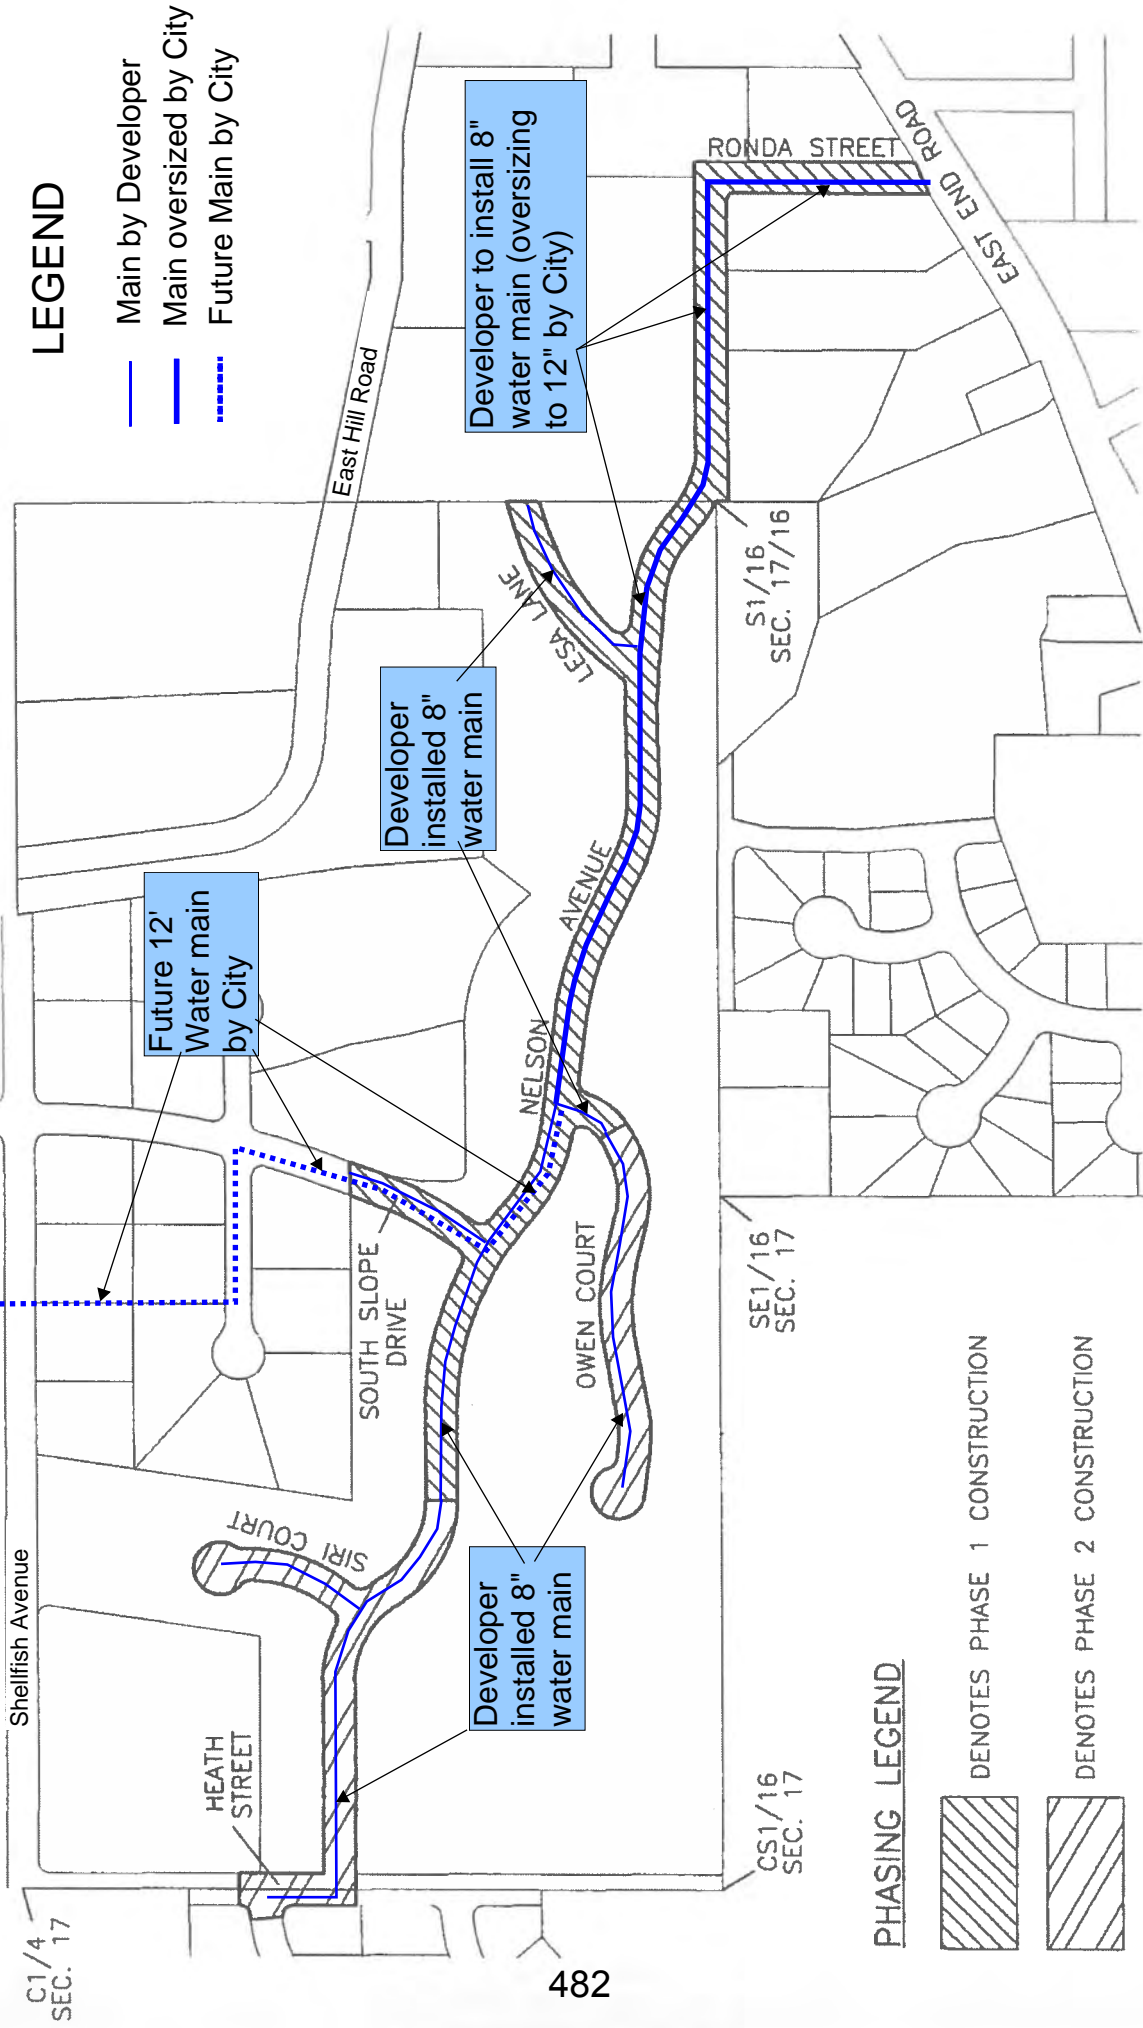 LEGEND
Main by Developer
Main oversized by City
Future Main by City
Shellfish Avenue
East Hill Road
Future 12'
Water main
by City
Developer
installed 8"
water main
Developer to install 8"
water main (oversizing
to 12" by City)
Developer
installed 8"
water main
C1/4
SEC. 17
HEATH
STREET
SIRI COURT
SOUTH SLOPE
DRIVE
OWEN COURT
NELSON
AVENUE
LESA LANE
RONDA STREET
EAST END ROAD
CS1/16
SEC. 17
SE1/16
SEC. 17
S1/16
SEC. 17/16
PHASING LEGEND
DENOTES PHASE 1 CONSTRUCTION
DENOTES PHASE 2 CONSTRUCTION
482